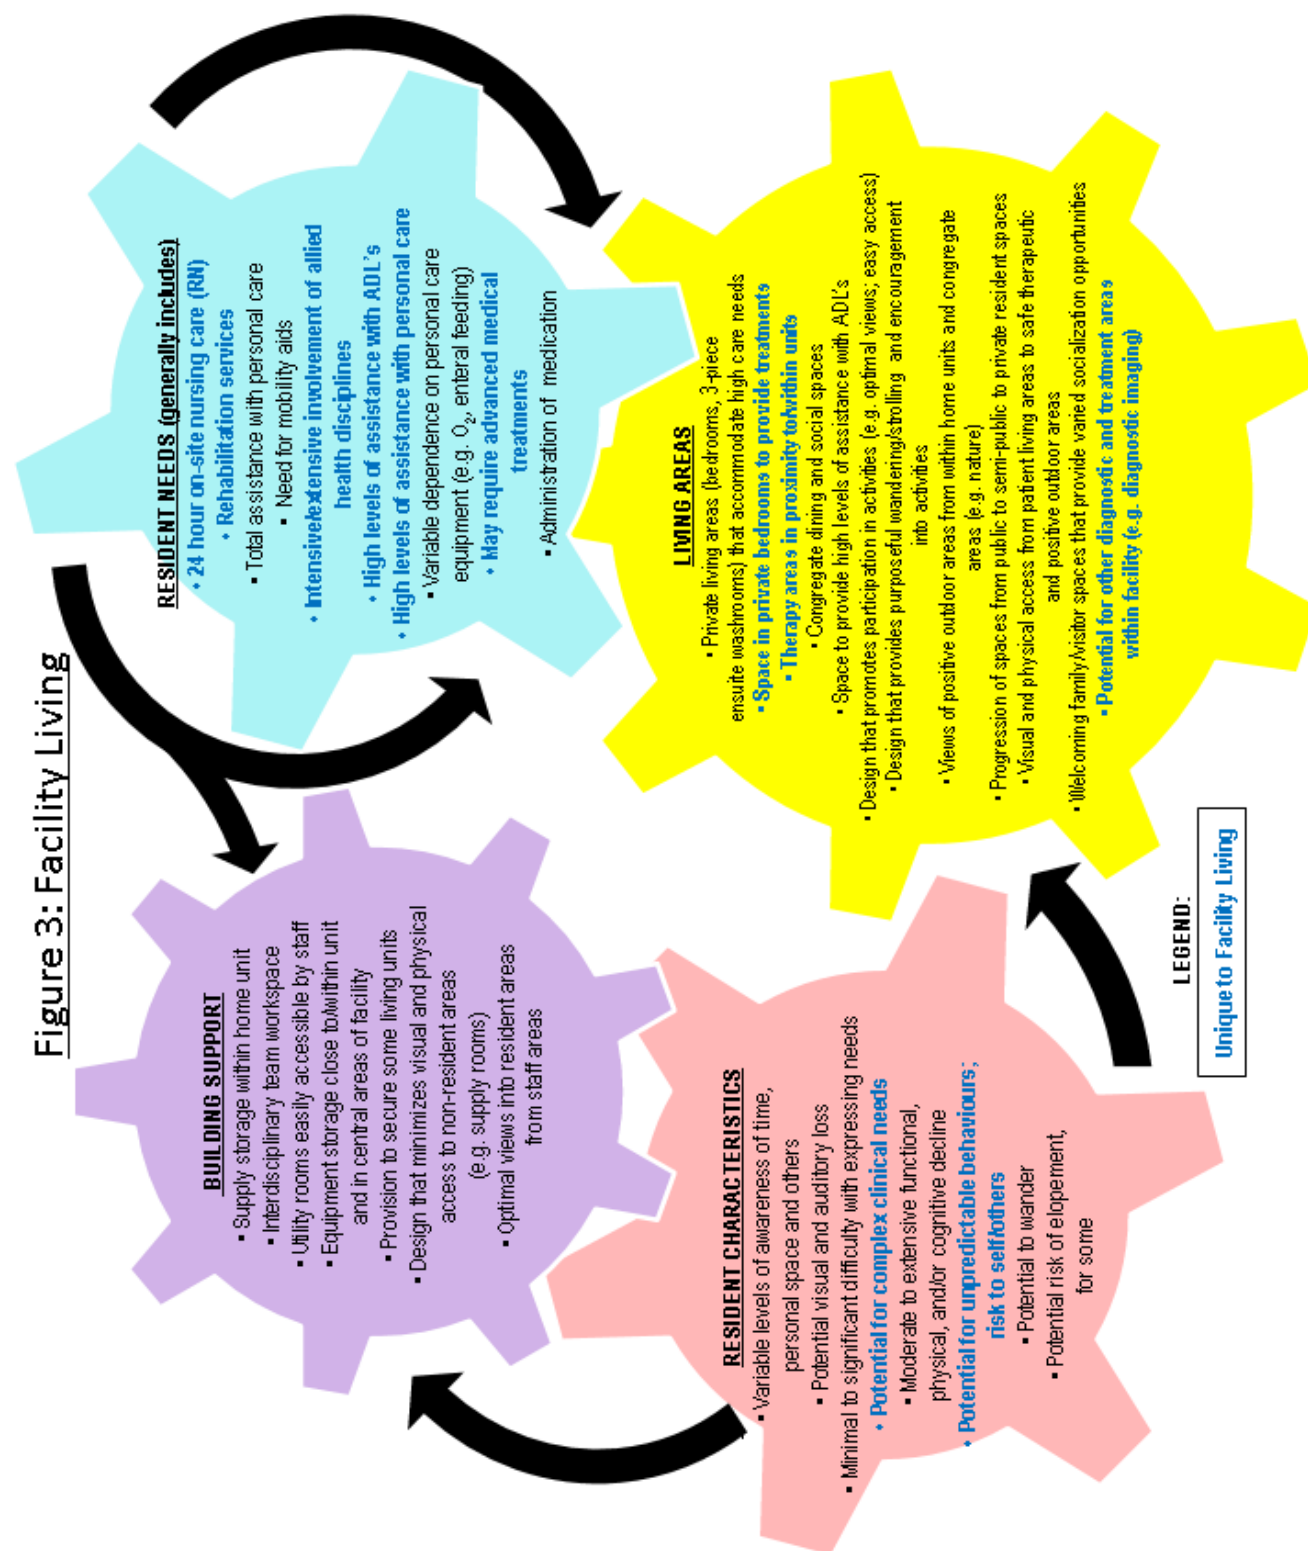 Figure 3: Facility Living
BUILDING SUPPORT
▪ Supply storage within home unit
▪ Interdisciplinary team workspace
▪ Utility rooms easily accessible by staff
▪ Equipment storage close to/within unit
and in central areas of facility
▪ Provision to secure some living units
▪ Design that minimizes visual and physical
access to non-resident areas
(e.g. supply rooms)
▪ Optimal views into resident areas
from staff areas
RESIDENT NEEDS (generally includes)
• 24 hour on-site nursing care (RN)
• Rehabilitation services
▪ Total assistance with personal care
▪ Need for mobility aids
• Intensive/extensive involvement of allied
health disciplines
• High levels of assistance with ADL's
• High levels of assistance with personal care
▪ Variable dependence on personal care
equipment (e.g. O₂, enteral feeding)
• May require advanced medical
treatments
▪ Administration of medication
RESIDENT CHARACTERISTICS
▪ Variable levels of awareness of time,
personal space and others
▪ Potential visual and auditory loss
▪ Minimal to significant difficulty with expressing needs
• Potential for complex clinical needs
▪ Moderate to extensive functional,
physical, and/or cognitive decline
• Potential for unpredictable behaviours;
risk to self/others
▪ Potential to wander
▪ Potential risk of elopement,
for some
LIVING AREAS
▪ Private living areas (bedrooms, 3-piece
ensuite washrooms) that accommodate high care needs
• Space in private bedrooms to provide treatments
• Therapy areas in proximity to/within units
▪ Congregate dining and social spaces
▪ Space to provide high levels of assistance with ADL's
▪ Design that promotes participation in activities (e.g. optimal views; easy access)
▪ Design that provides purposeful wandering/strolling and encouragement
into activities
▪ Views of positive outdoor areas from within home units and congregate
areas (e.g. nature)
▪ Progression of spaces from public to semi-public to private resident spaces
▪ Visual and physical access from patient living areas to safe therapeutic
and positive outdoor areas
▪ Welcoming family/visitor spaces that provide varied socialization opportunities
• Potential for other diagnostic and treatment areas
within facility (e.g. diagnostic imaging)
LEGEND:
Unique to Facility Living